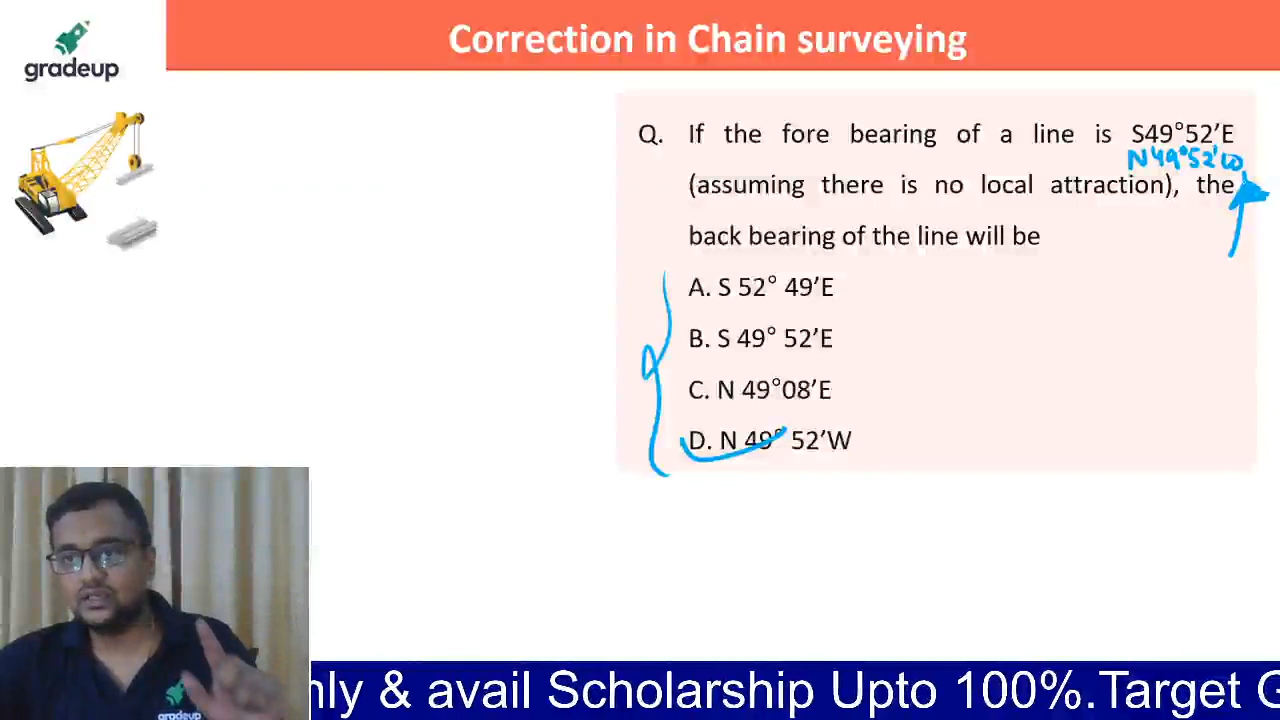 Correction in Chain surveying
gradeup
Q. If the fore bearing of a line is S49°52’E
N49°52'W
(assuming there is no local attraction), the
back bearing of the line will be
A. S 52° 49’E
B. S 49° 52’E
C. N 49°08’E
D. N 49° 52’W
gradeup
nly & avail Scholarship Upto 100%.Target G